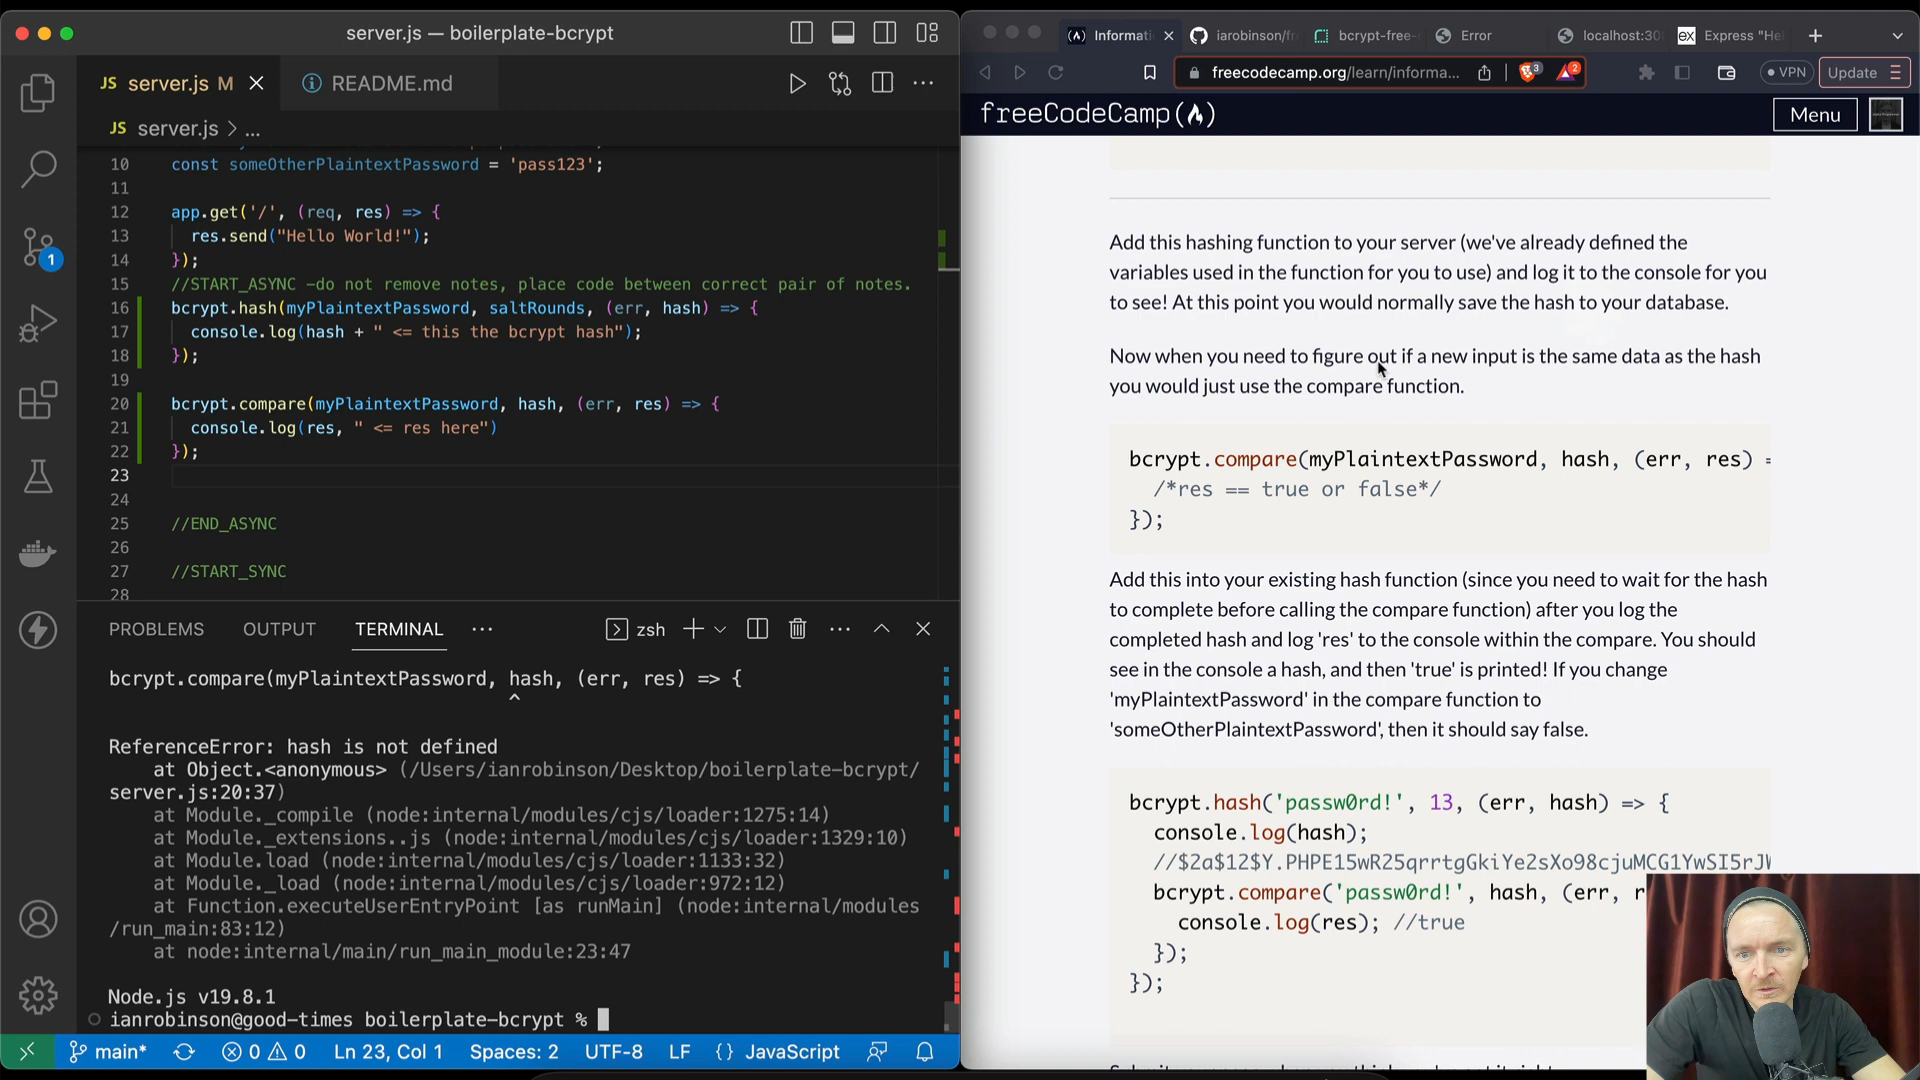 server.js — boilerplate-bcrypt
JS server.js M
README.md
JS server.js > ...
10 const someOtherPlaintextPassword = 'pass123';
11
12 app.get('/', (req, res) => {
13 res.send("Hello World!");
14 });
15 //START_ASYNC -do not remove notes, place code between correct pair of notes.
16 bcrypt.hash(myPlaintextPassword, saltRounds, (err, hash) => {
17 console.log(hash + " <= this the bcrypt hash");
18 });
19
20 bcrypt.compare(myPlaintextPassword, hash, (err, res) => {
21 console.log(res, " <= res here")
22 });
23
24
25 //END_ASYNC
26
27 //START_SYNC
28
1
PROBLEMS OUTPUT TERMINAL ... zsh
bcrypt.compare(myPlaintextPassword, hash, (err, res) => {
^
ReferenceError: hash is not defined
at Object.<anonymous> (/Users/ianrobinson/Desktop/boilerplate-bcrypt/
server.js:20:37)
at Module._compile (node:internal/modules/cjs/loader:1275:14)
at Module._extensions..js (node:internal/modules/cjs/loader:1329:10)
at Module.load (node:internal/modules/cjs/loader:1133:32)
at Module._load (node:internal/modules/cjs/loader:972:12)
at Function.executeUserEntryPoint [as runMain] (node:internal/modules
/run_main:83:12)
at node:internal/main/run_main_module:23:47
Node.js v19.8.1
ianrobinson@good-times boilerplate-bcrypt %
main* 0 0 Ln 23, Col 1 Spaces: 2 UTF-8 LF {} JavaScript
Informati iarobinson/fr bcrypt-free- Error localhost:30 ex Express "Hel
freecodecamp.org/learn/informa... 3 2 VPN Update
freeCodeCamp Menu
Add this hashing function to your server (we've already defined the
variables used in the function for you to use) and log it to the console for you
to see! At this point you would normally save the hash to your database.
Now when you need to figure out if a new input is the same data as the hash
you would just use the compare function.
bcrypt.compare(myPlaintextPassword, hash, (err, res) =
/*res == true or false*/
});
Add this into your existing hash function (since you need to wait for the hash
to complete before calling the compare function) after you log the
completed hash and log 'res' to the console within the compare. You should
see in the console a hash, and then 'true' is printed! If you change
'myPlaintextPassword' in the compare function to
'someOtherPlaintextPassword', then it should say false.
bcrypt.hash('passw0rd!', 13, (err, hash) => {
console.log(hash);
//$2a$12$Y.PHPE15wR25qrrtgGkiYe2sXo98cjuMCG1YwSI5rJW
bcrypt.compare('passw0rd!', hash, (err, r
console.log(res); //true
});
});